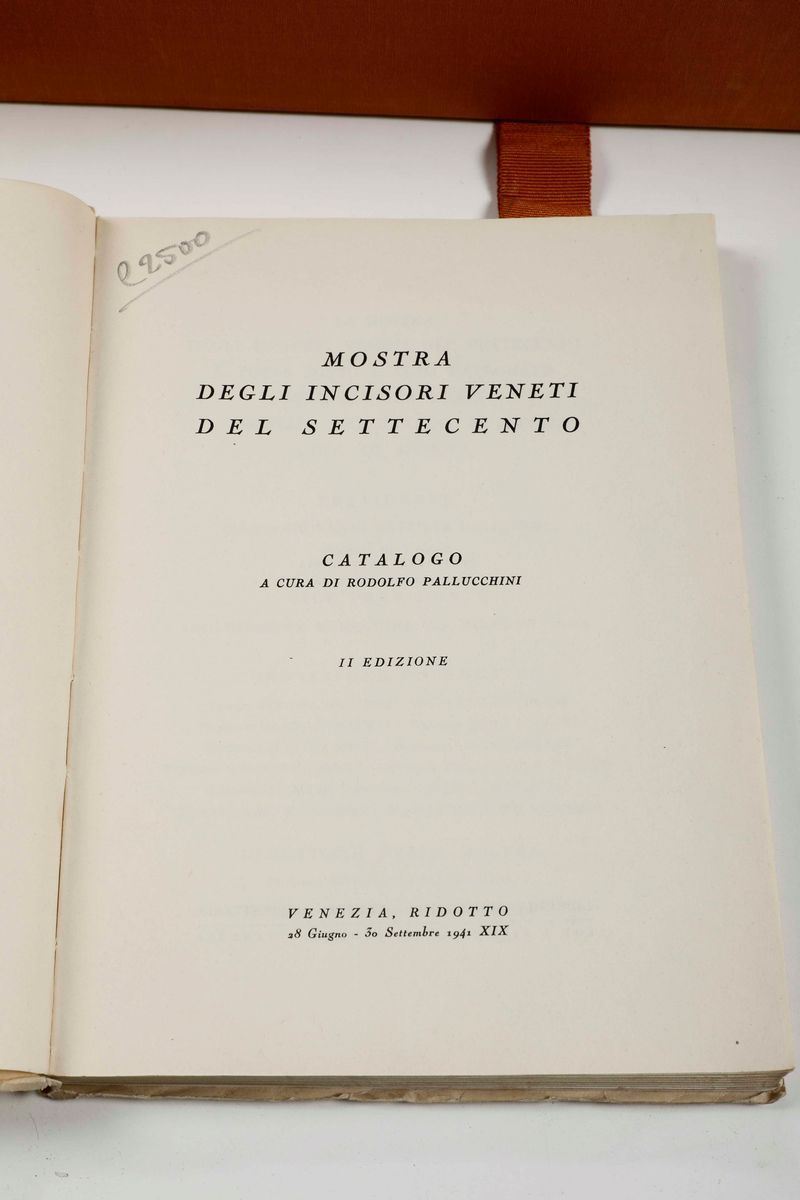 £ 2500
MOSTRA
DEGLI INCISORI VENETI
DEL SETTECENTO
CATALOGO
A CURA DI RODOLFO PALLUCCHINI
II EDIZIONE
VENEZIA, RIDOTTO
28 Giugno - 30 Settembre 1941 XIX